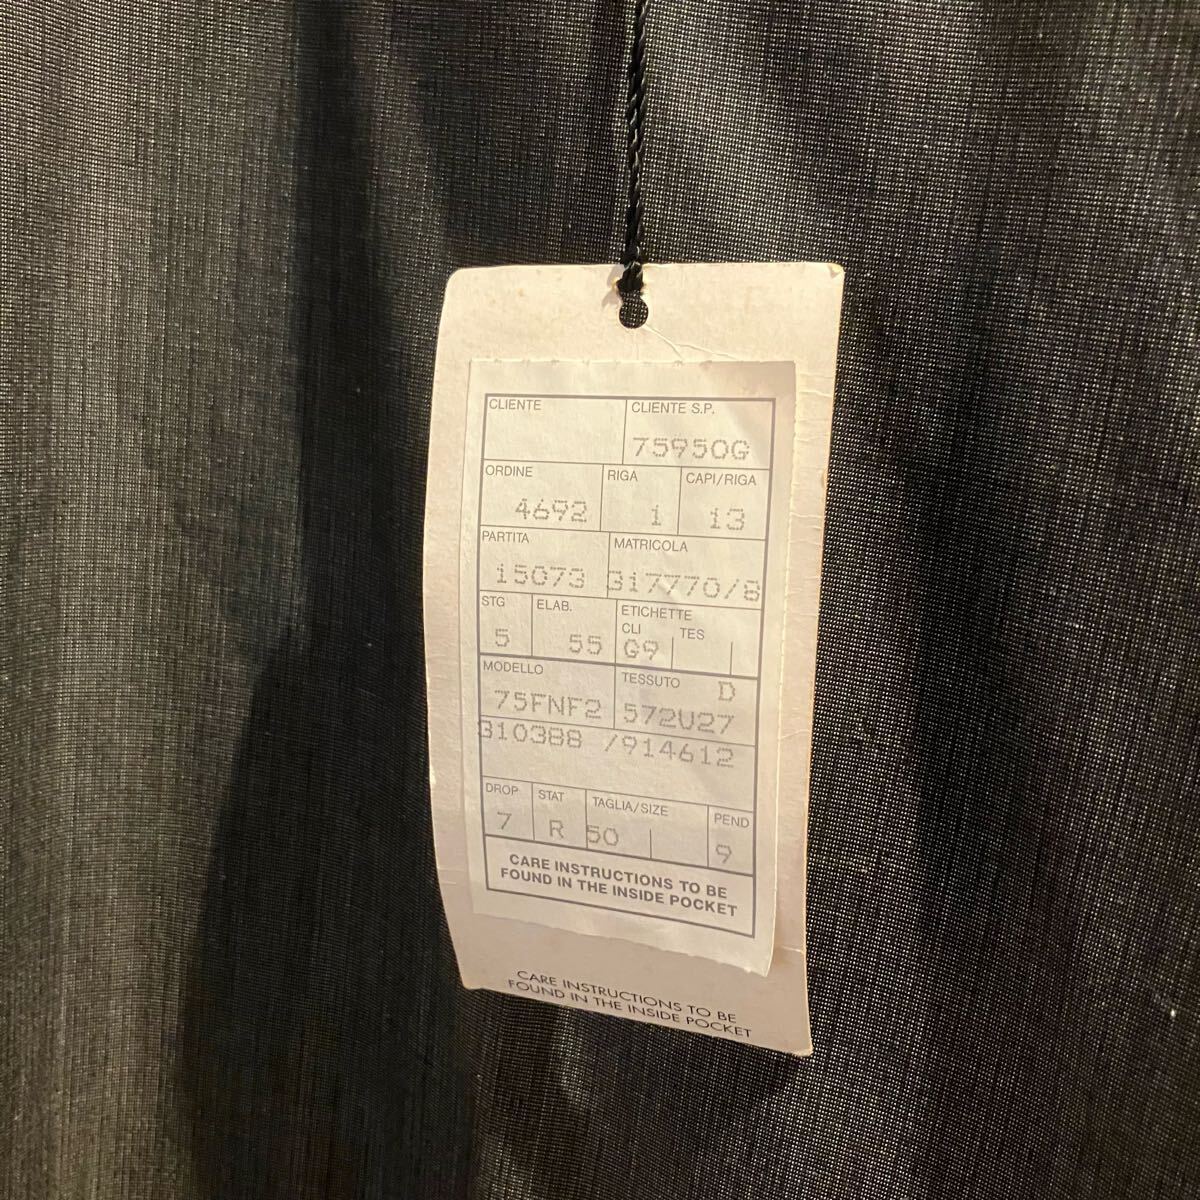 CLIENTE CLIENTE S.P.
75950G
ORDINE RIGA CAPI/RIGA
4692 1 13
PARTITA MATRICOLA
15073 317770/8
STG ELAB. ETICHETTE
CLI TES
5 55 G9
MODELLO TESSUTO D
75FNF2 572U27
310388 /914612
DROP STAT TAGLIA/SIZE PEND
7 R 50 9
CARE INSTRUCTIONS TO BE
FOUND IN THE INSIDE POCKET
CARE INSTRUCTIONS TO BE
FOUND IN THE INSIDE POCKET